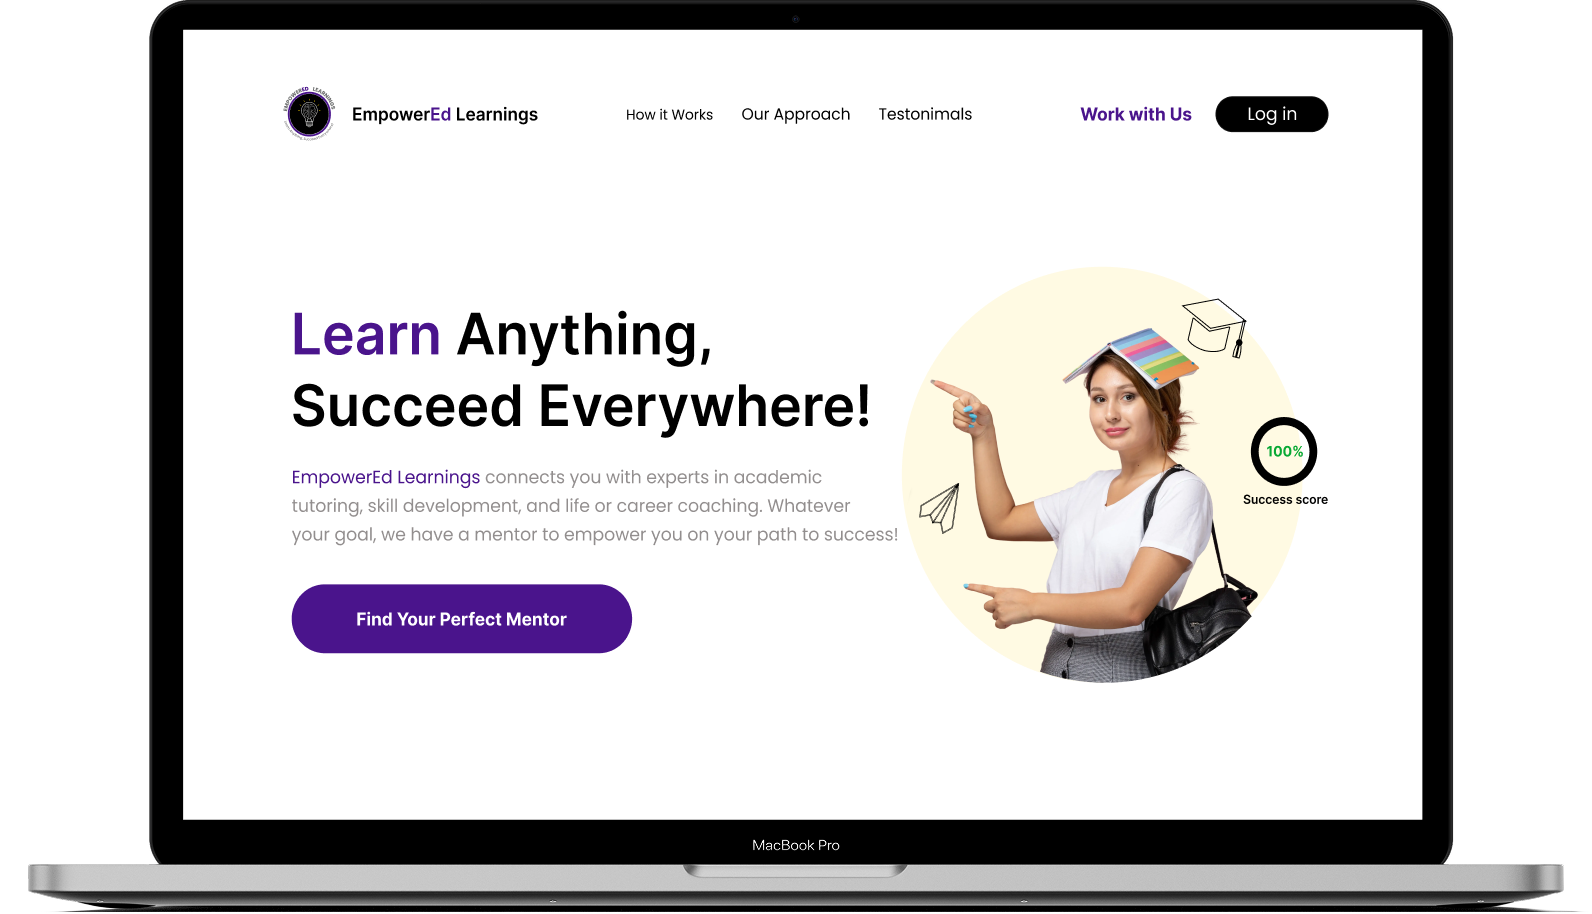 EMPOWERED LEARNINGS
EmpowerEd Learnings
How it Works
Our Approach
Testonimals
Work with Us
Log in
Learn Anything,
Succeed Everywhere!
EmpowerEd Learnings connects you with experts in academic
tutoring, skill development, and life or career coaching. Whatever
your goal, we have a mentor to empower you on your path to success!
Find Your Perfect Mentor
100%
Success score
MacBook Pro